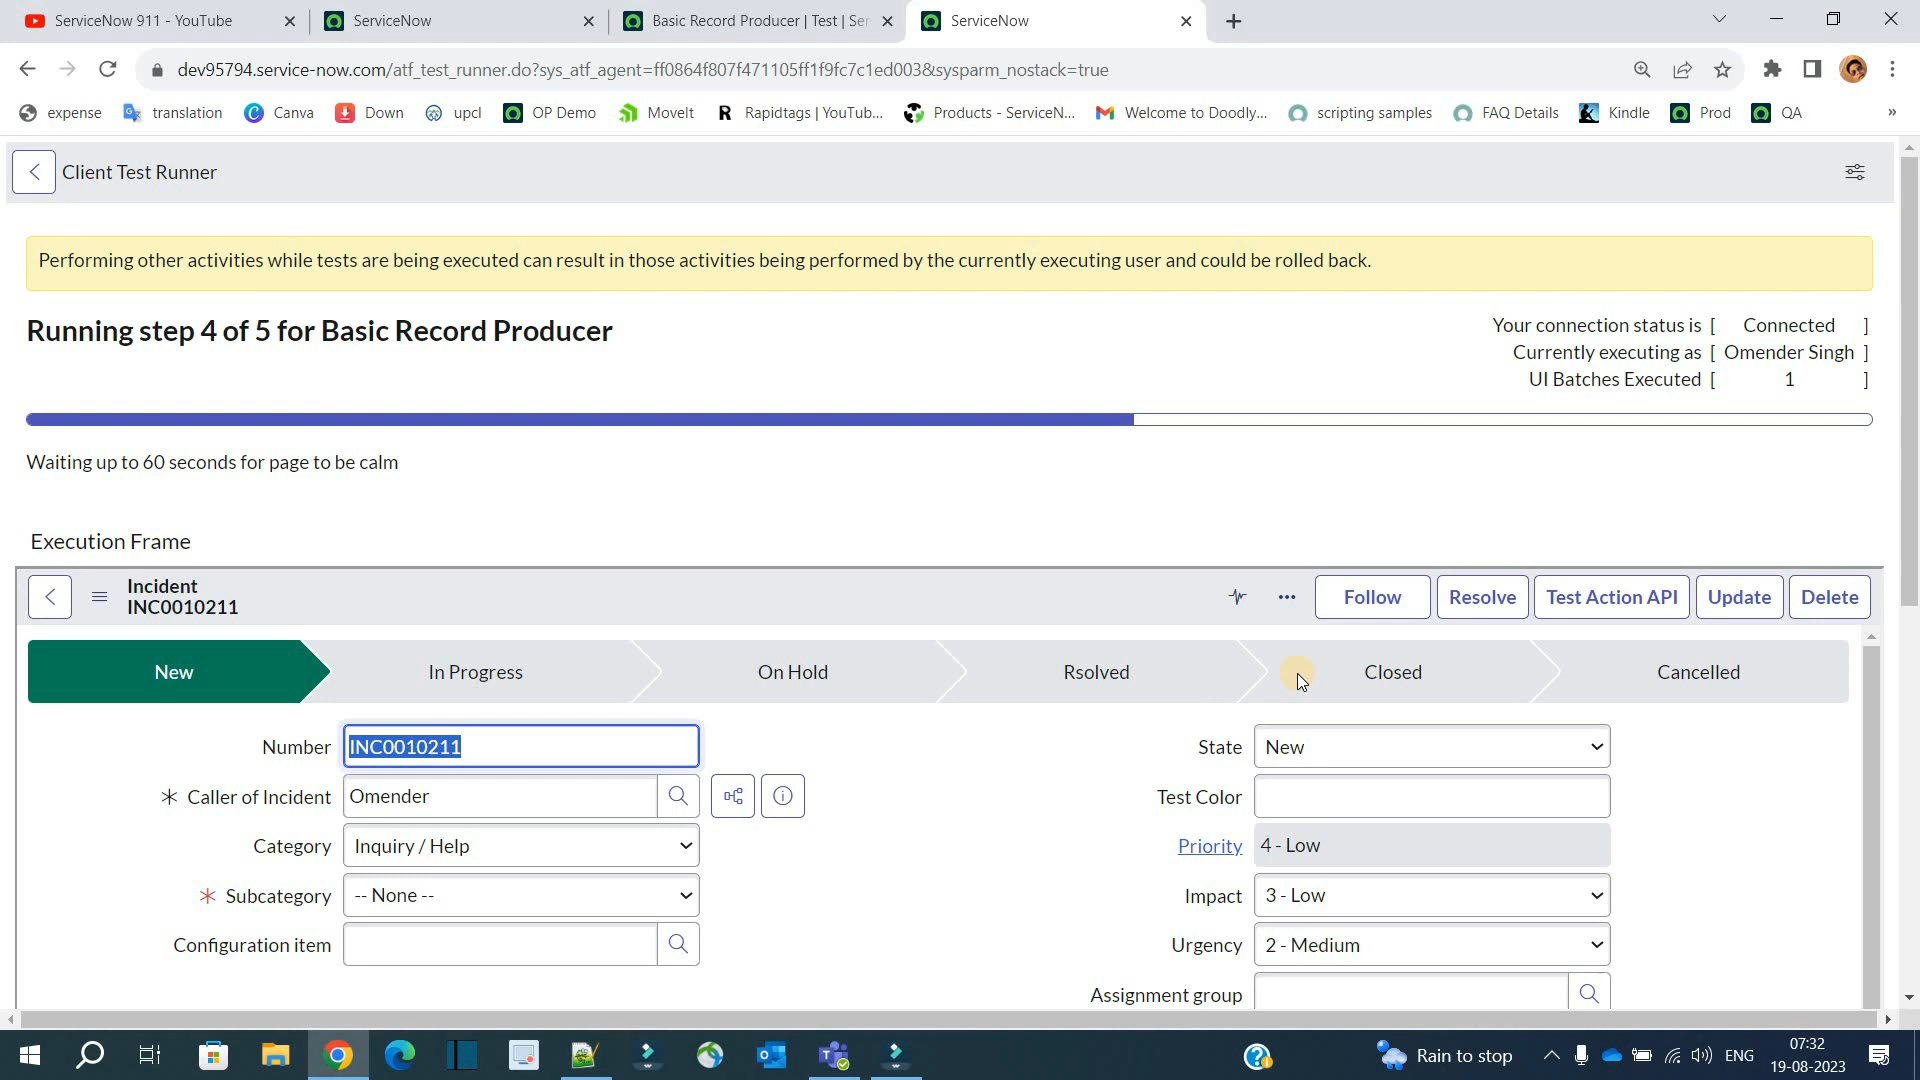 ServiceNow 911 - YouTube
ServiceNow
Basic Record Producer | Test | Ser
ServiceNow
dev95794.service-now.com/atf_test_runner.do?sys_atf_agent=ff0864f807f471105ff1f9fc7c1ed003&sysparm_nostack=true
expense
translation
Canva
Down
upcl
OP Demo
MoveIt
Rapidtags | YouTub...
Products - ServiceN...
Welcome to Doodly...
scripting samples
FAQ Details
Kindle
Prod
QA
»
Client Test Runner
Performing other activities while tests are being executed can result in those activities being performed by the currently executing user and could be rolled back.
Running step 4 of 5 for Basic Record Producer
Your connection status is [ Connected ]
Currently executing as [ Omender Singh ]
UI Batches Executed [ 1 ]
Waiting up to 60 seconds for page to be calm
Execution Frame
Incident
INC0010211
Follow
Resolve
Test Action API
Update
Delete
New
In Progress
On Hold
Rsolved
Closed
Cancelled
Number INC0010211
State New
Caller of Incident Omender
Test Color
Category Inquiry / Help
Priority 4 - Low
Subcategory -- None --
Impact 3 - Low
Configuration item
Urgency 2 - Medium
Assignment group
Rain to stop
ENG
07:32
19-08-2023